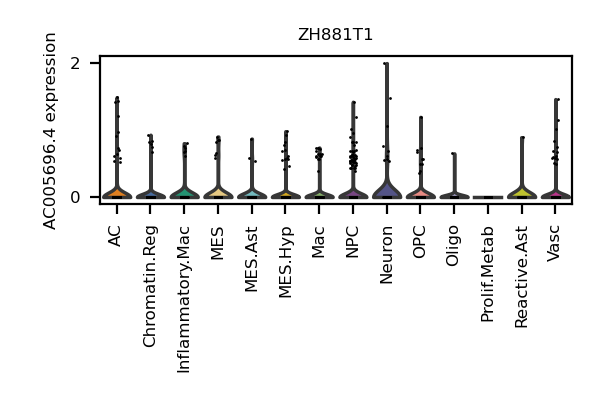 ZH881T1
AC005696.4 expression
2
0
AC
Chromatin.Reg
Inflammatory.Mac
MES
MES.Ast
MES.Hyp
Mac
NPC
Neuron
OPC
Oligo
Prolif.Metab
Reactive.Ast
Vasc